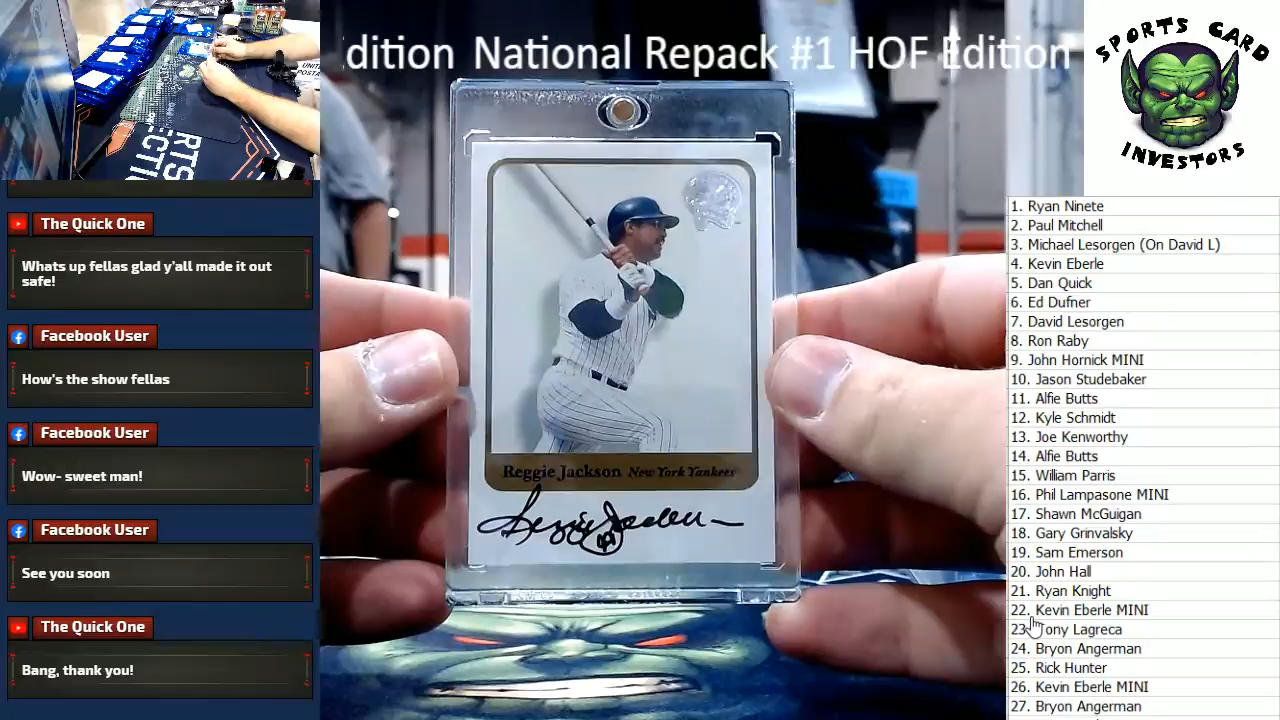 dition National Repack #1 HOF Edition
SPORTS CARD
INVESTORS
The Quick One
Whats up fellas glad y'all made it out
safe!
Facebook User
How's the show fellas
Facebook User
Wow- sweet man!
Facebook User
See you soon
The Quick One
Bang, thank you!
Reggie Jackson New York Yankees
Reggie Jackson
1. Ryan Ninete
2. Paul Mitchell
3. Michael Lesorgen (On David L)
4. Kevin Eberle
5. Dan Quick
6. Ed Dufner
7. David Lesorgen
8. Ron Raby
9. John Hornick MINI
10. Jason Studebaker
11. Alfie Butts
12. Kyle Schmidt
13. Joe Kenworthy
14. Alfie Butts
15. William Parris
16. Phil Lampasone MINI
17. Shawn McGuigan
18. Gary Grinvalsky
19. Sam Emerson
20. John Hall
21. Ryan Knight
22. Kevin Eberle MINI
23. Tony Lagreca
24. Bryon Angerman
25. Rick Hunter
26. Kevin Eberle MINI
27. Bryon Angerman